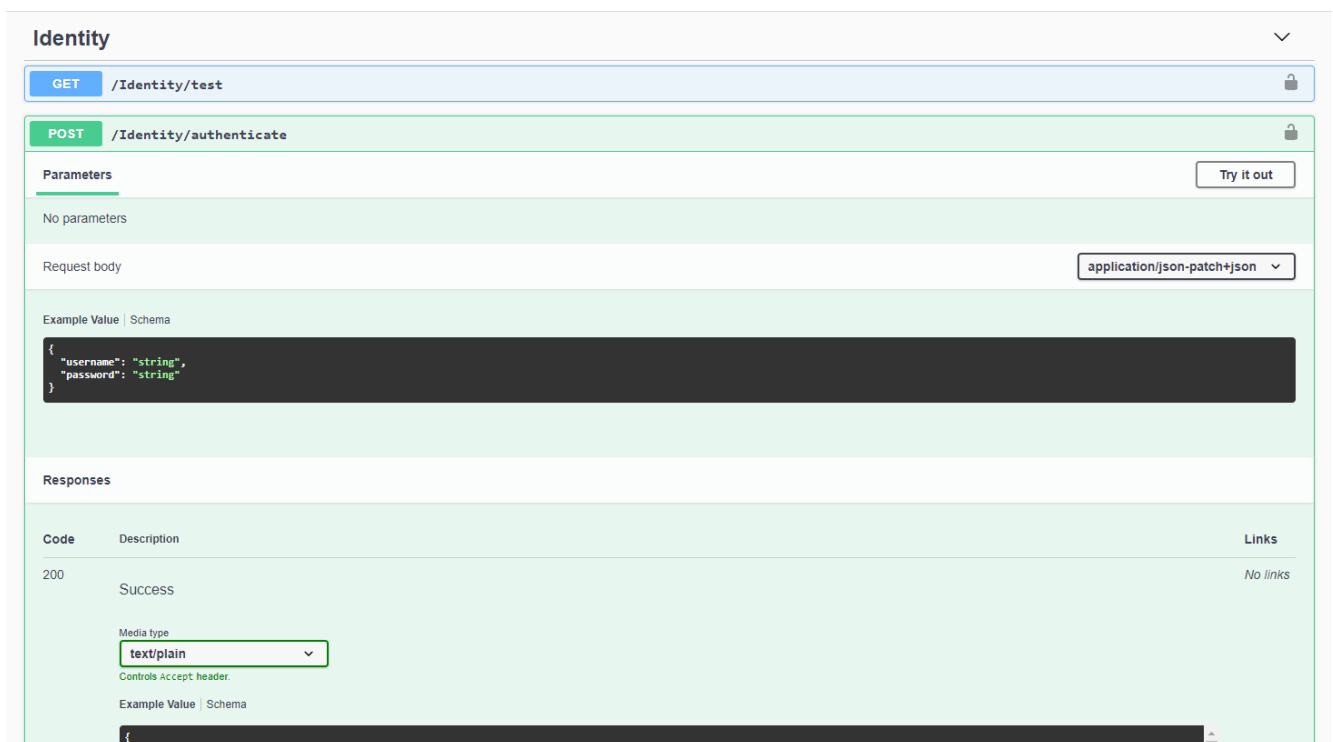 Identity
GET /Identity/test
POST /Identity/authenticate
Parameters Try it out
No parameters
Request body application/json-patch+json
Example Value | Schema
{
  "username": "string",
  "password": "string"
}
Responses
Code Description Links
200 Success No links
Media type
text/plain
Controls Accept header.
Example Value | Schema
{